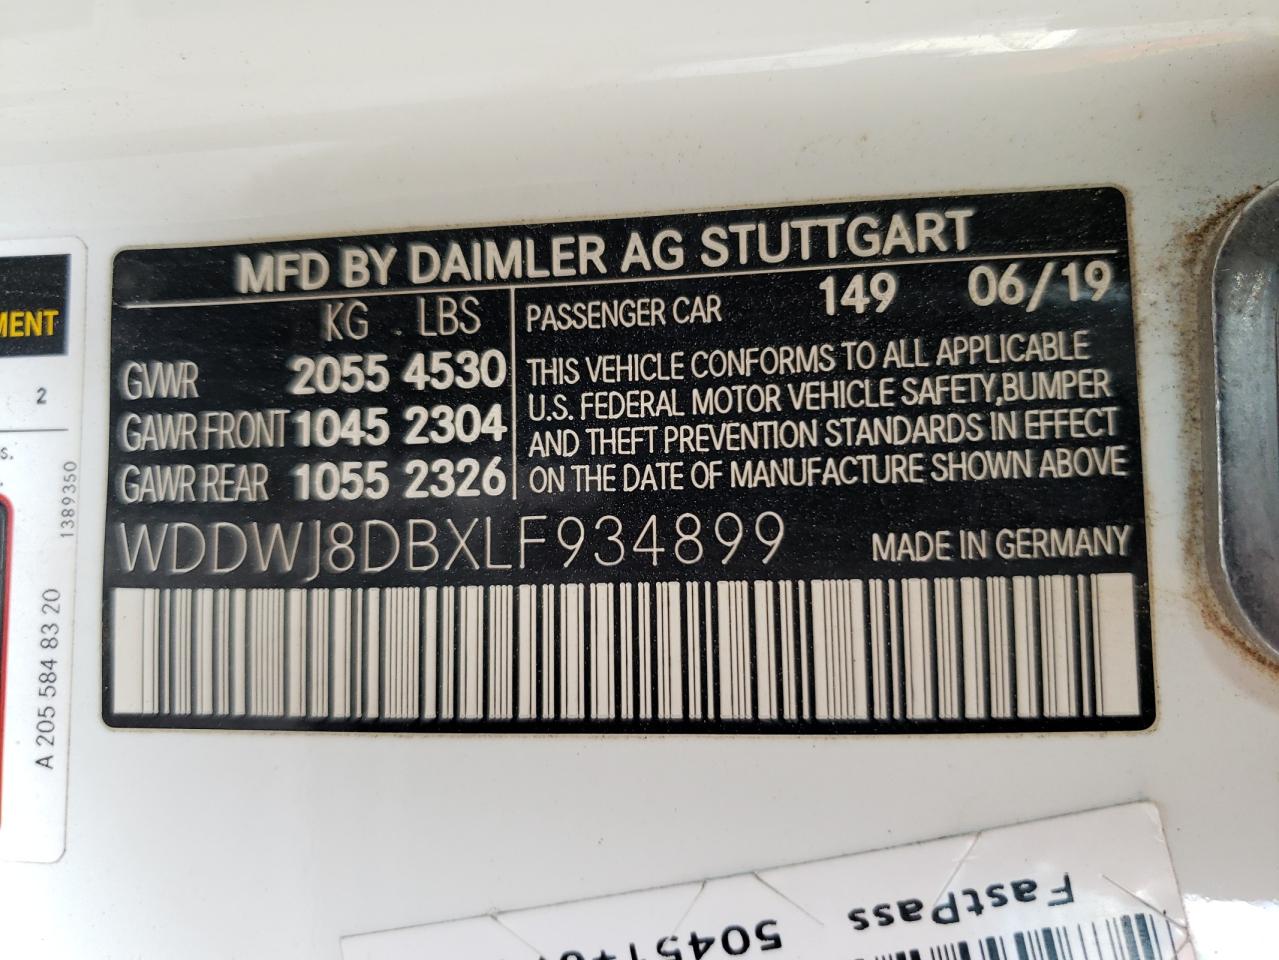 MFD BY DAIMLER AG STUTTGART
KG LBS
GVWR 2055 4530
GAWR FRONT 1045 2304
GAWR REAR 1055 2326
PASSENGER CAR 149 06/19
THIS VEHICLE CONFORMS TO ALL APPLICABLE
U.S. FEDERAL MOTOR VEHICLE SAFETY,BUMPER
AND THEFT PREVENTION STANDARDS IN EFFECT
ON THE DATE OF MANUFACTURE SHOWN ABOVE
WDDWJ8DBXLF934899 MADE IN GERMANY
2
1389350
A 205 584 83 20
FastPass